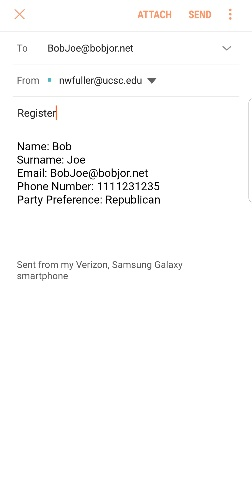 ATTACH SEND
To BobJoe@bobjor.net
From nwfuller@ucsc.edu
Register
Name: Bob
Surname: Joe
Email: BobJoe@bobjor.net
Phone Number: 1111231235
Party Preference: Republican
Sent from my Verizon, Samsung Galaxy
smartphone